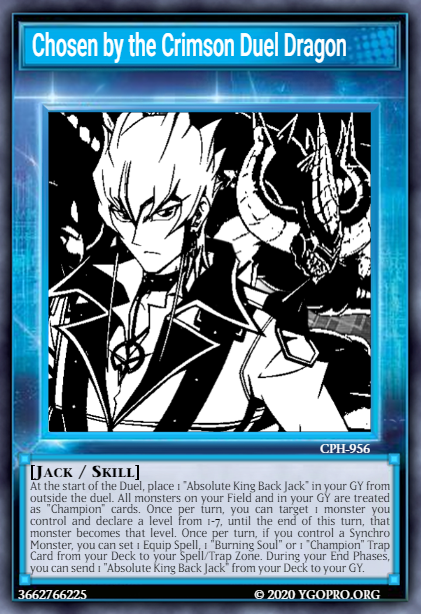 Chosen by the Crimson Duel Dragon
CPH-956
[Jack / Skill]
At the start of the Duel, place 1 "Absolute King Back Jack" in your GY from
outside the duel. All monsters on your Field and in your GY are treated
as "Champion" cards. Once per turn, you can target 1 monster you
control and declare a level from 1-7, until the end of this turn, that
monster becomes that level. Once per turn, if you control a Synchro
Monster, you can set 1 Equip Spell, 1 "Burning Soul" or 1 "Champion" Trap
Card from your Deck to your Spell/Trap Zone. During your End Phases,
you can send 1 "Absolute King Back Jack" from your Deck to your GY.
3662766225
© 2020 YGOPRO.ORG